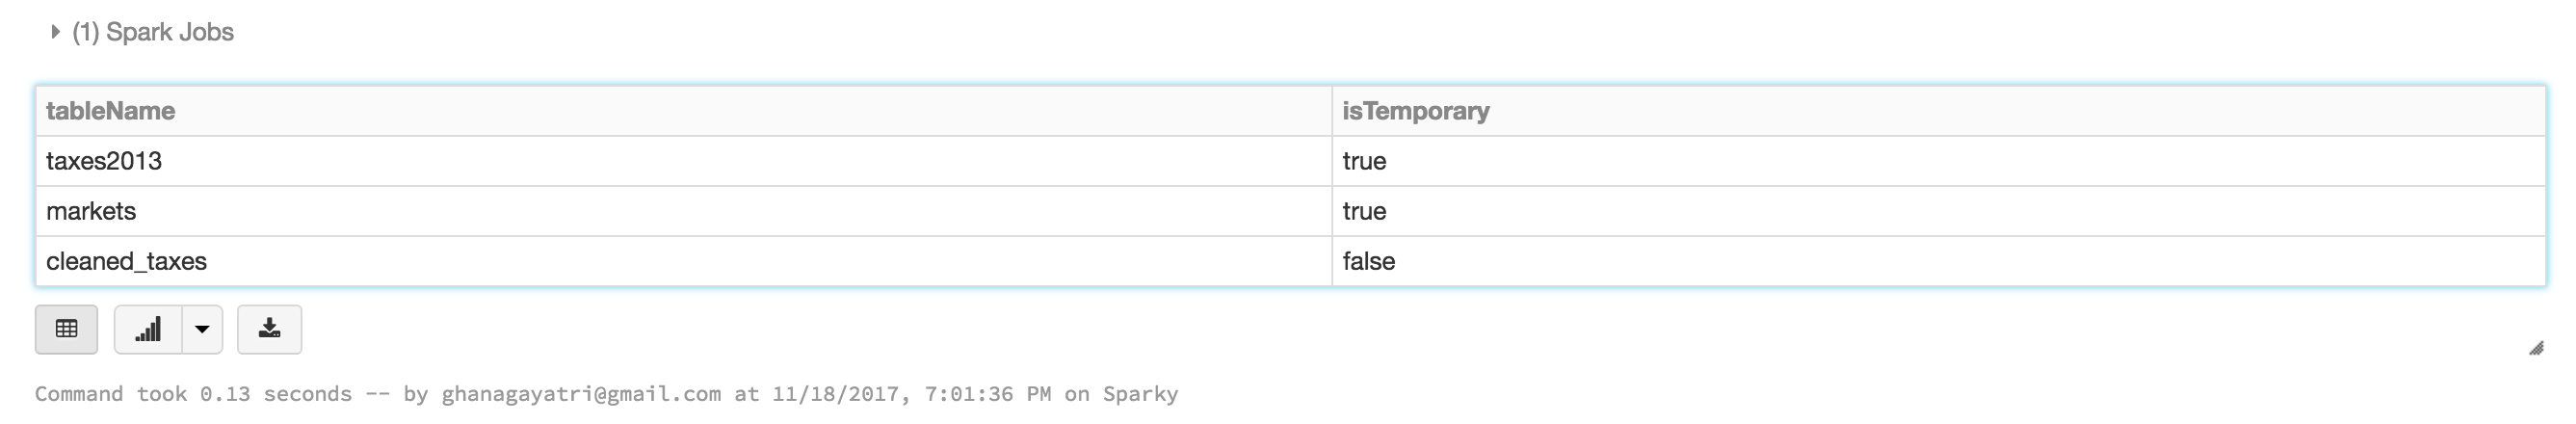 (1) Spark Jobs
tableName isTemporary
taxes2013 true
markets true
cleaned_taxes false
Command took 0.13 seconds -- by ghanagayatri@gmail.com at 11/18/2017, 7:01:36 PM on Sparky